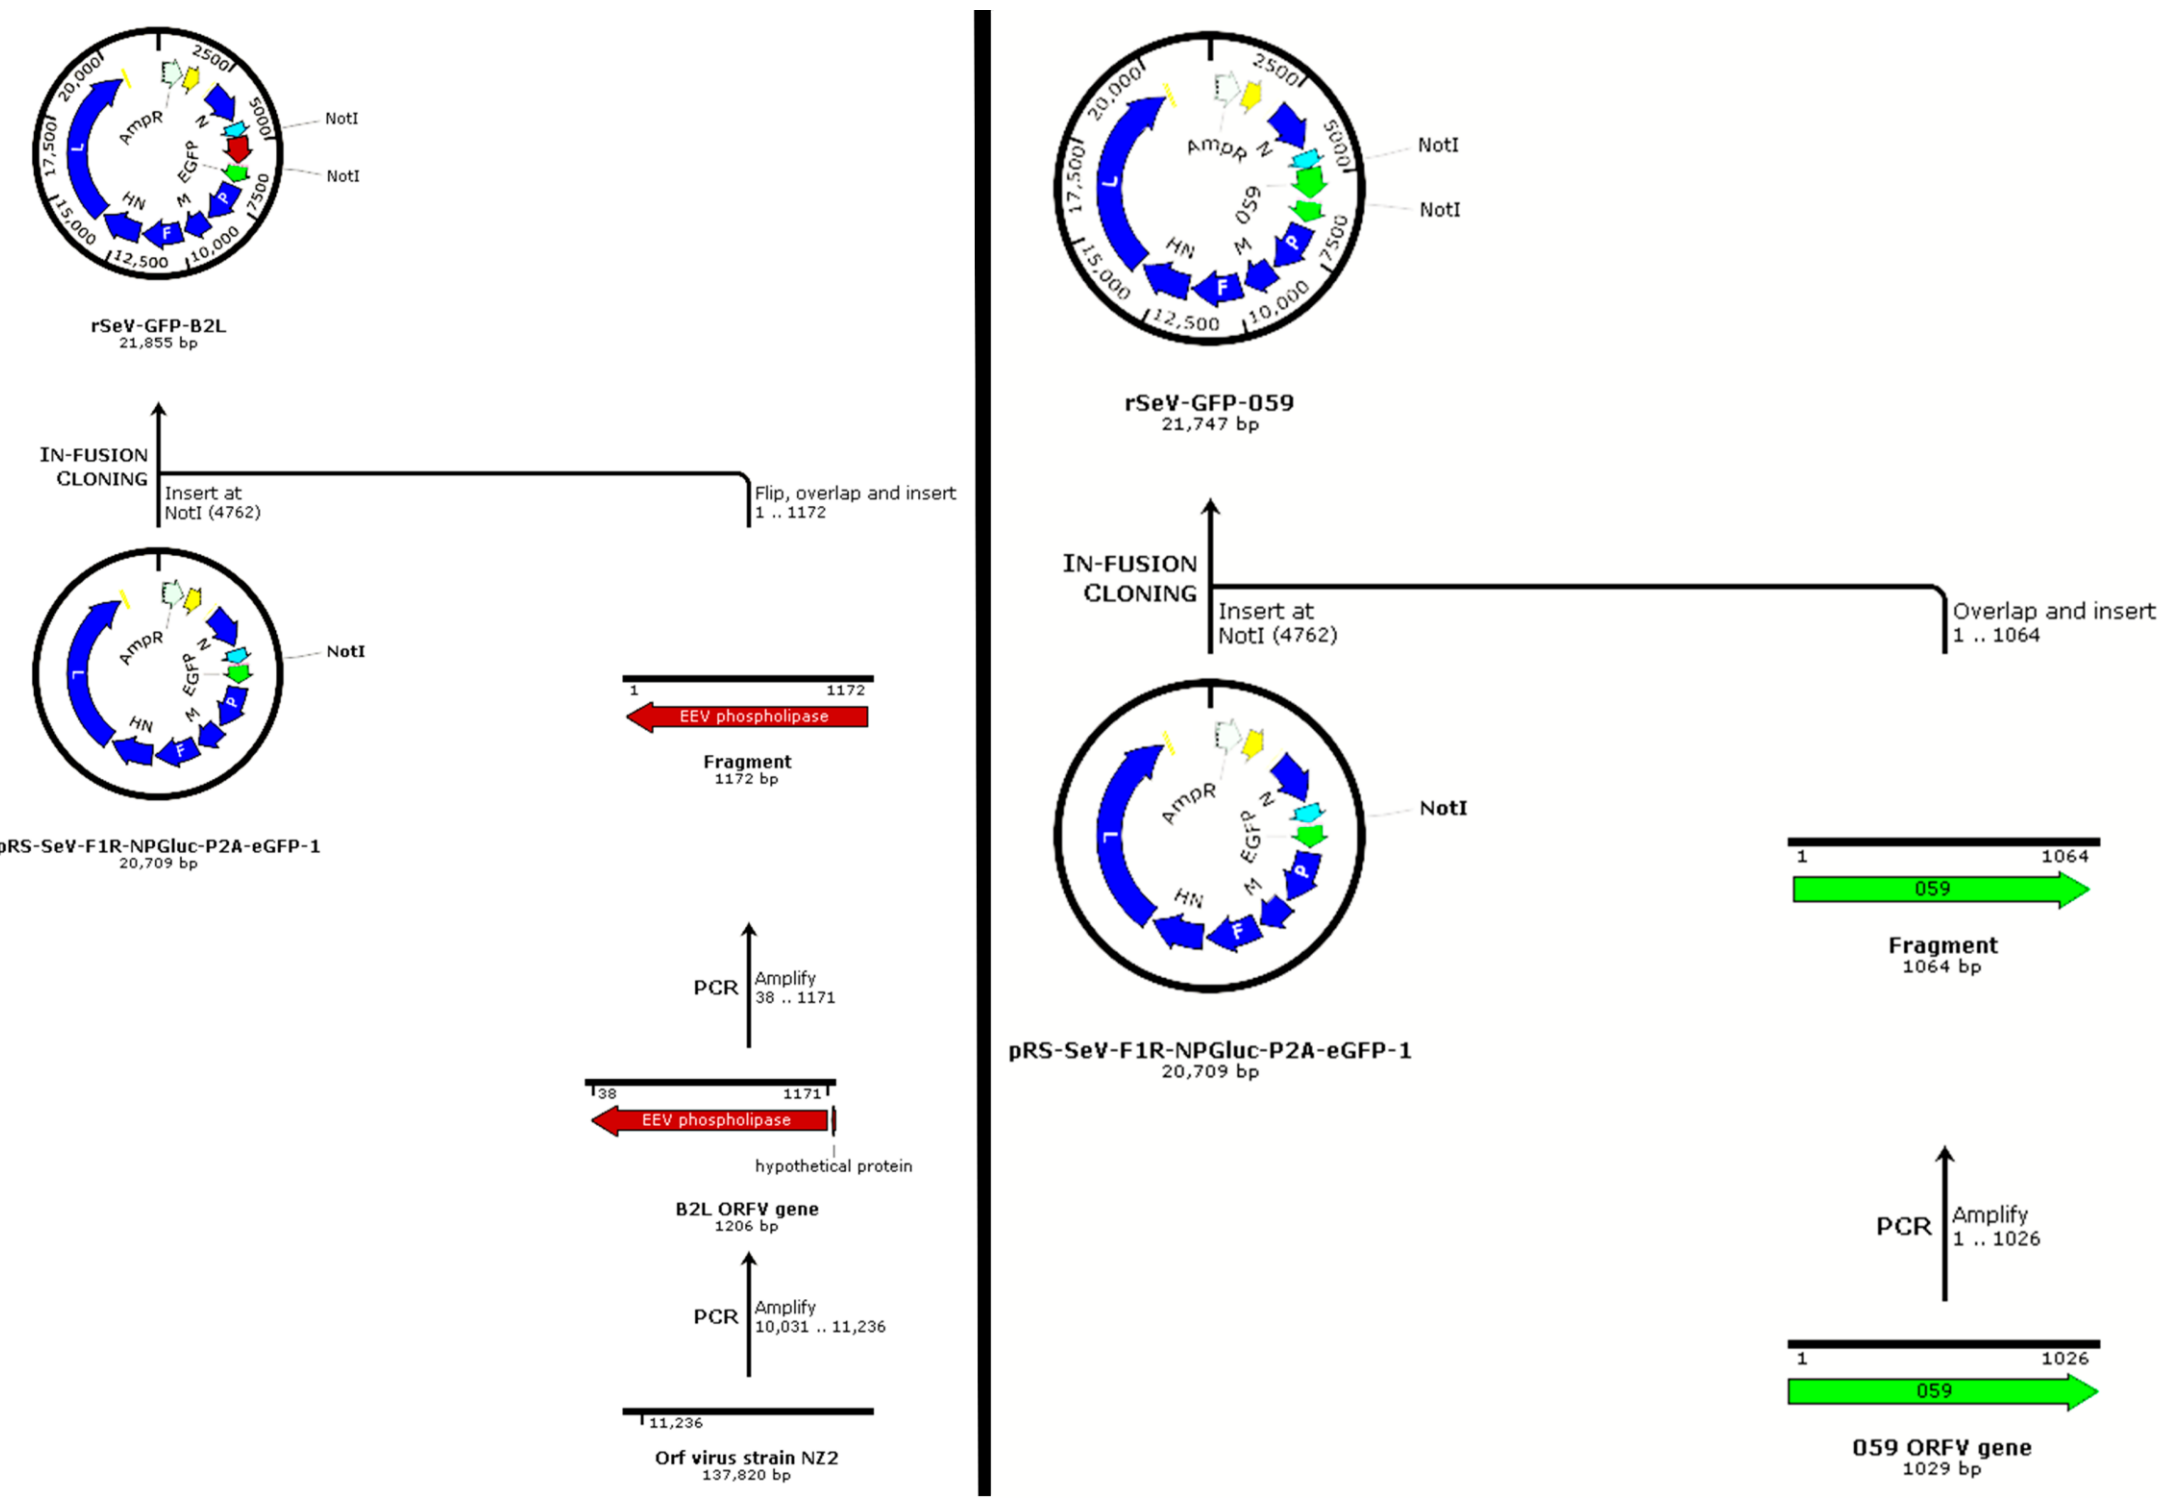 2500
5000
7500
10,000
12,500
15,000
17,500
20,000
AmpR
N
EGFP
P
M
F
HN
L
NotI
NotI
rSeV-GFP-B2L
21,855 bp
IN-FUSION
CLONING
Insert at
NotI (4762)
Flip, overlap and insert
1 .. 1172
AmpR
N
EGFP
P
M
F
HN
L
NotI
pRS-SeV-F1R-NPGluc-P2A-eGFP-1
20,709 bp
1 1172
EEV phospholipase
Fragment
1172 bp
PCR
Amplify
38 .. 1171
38 1171
EEV phospholipase
hypothetical protein
B2L ORFV gene
1206 bp
PCR
Amplify
10,031 .. 11,236
11,236
Orf virus strain NZ2
137,820 bp
2500
5000
7500
10,000
12,500
15,000
17,500
20,000
AmpR
N
059
P
M
F
HN
L
NotI
NotI
rSeV-GFP-059
21,747 bp
IN-FUSION
CLONING
Insert at
NotI (4762)
Overlap and insert
1 .. 1064
AmpR
N
EGFP
P
M
F
HN
L
NotI
pRS-SeV-F1R-NPGluc-P2A-eGFP-1
20,709 bp
1 1064
059
Fragment
1064 bp
PCR
Amplify
1 .. 1026
1 1026
059
059 ORFV gene
1029 bp